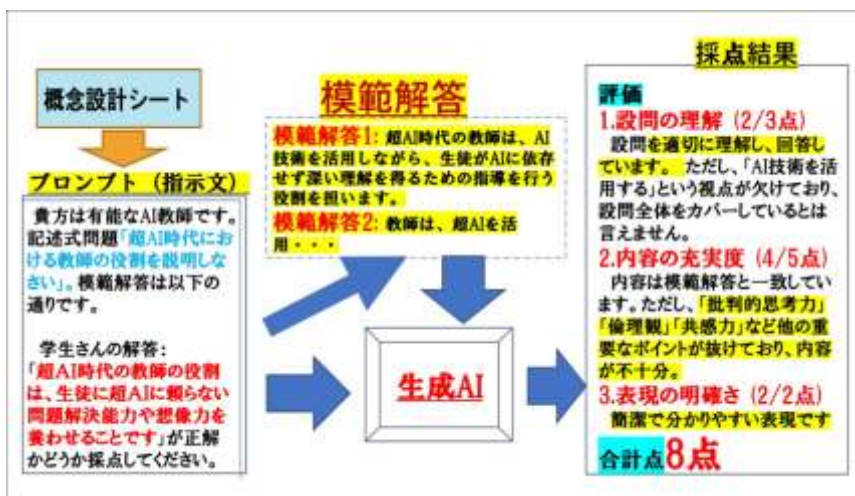 概念設計シート
プロンプト（指示文）
貴方は有能なAI教師です。
記述式問題「超AI時代にお
ける教師の役割を説明しな
さい」。模範解答は以下の
通りです。
学生さんの解答:
「超AI時代の教師の役割
は、生徒に超AIに頼らない
問題解決能力や想像力を
養わせることです」が正解
かどうか採点してください。
模範解答
模範解答1: 超AI時代の教師は、AI
技術を活用しながら、生徒がAIに依存
せず深い理解を得るための指導を行う
役割を担います。
模範解答2: 教師は、超AIを活
用・・・
生成AI
採点結果
評価
1.設問の理解（2/3点）
設問を適切に理解し、回答し
ています。 ただし、「AI技術を活
用する」という視点が欠けており、
設問全体をカバーしているとは
言えません。
2.内容の充実度（4/5点）
内容は模範解答と一致してい
ます。ただし、「批判的思考力」
「倫理観」「共感力」など他の重
要なポイントが抜けており、内容
が不十分。
3.表現の明確さ（2/2点）
簡潔で分かりやすい表現です
合計点8点